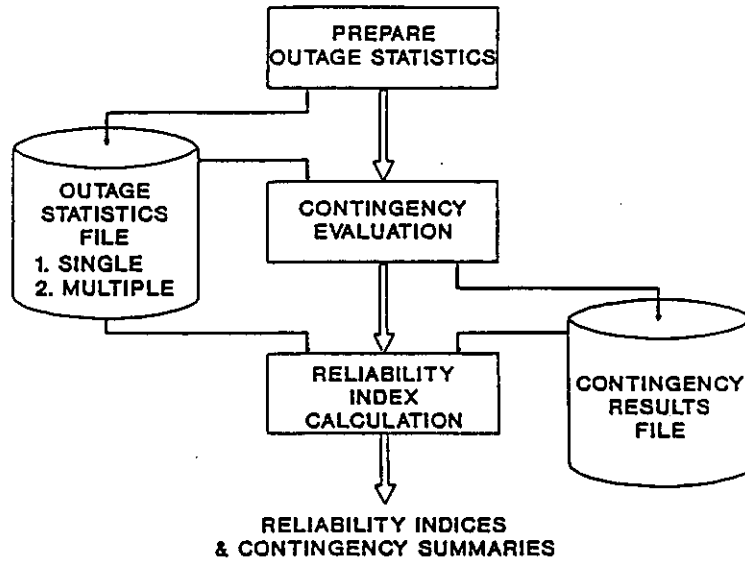 PREPARE
OUTAGE STATISTICS
OUTAGE
STATISTICS
FILE
1. SINGLE
2. MULTIPLE
CONTINGENCY
EVALUATION
RELIABILITY
INDEX
CALCULATION
CONTINGENCY
RESULTS
FILE
RELIABILITY INDICES
& CONTINGENCY SUMMARIES